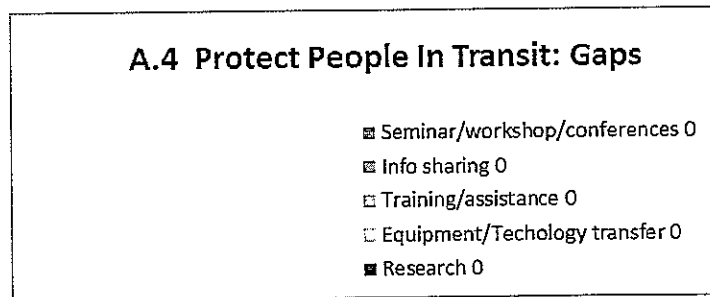 A.4 Protect People In Transit: Gaps
Seminar/workshop/conferences 0
Info sharing 0
Training/assistance 0
Equipment/Techology transfer 0
Research 0